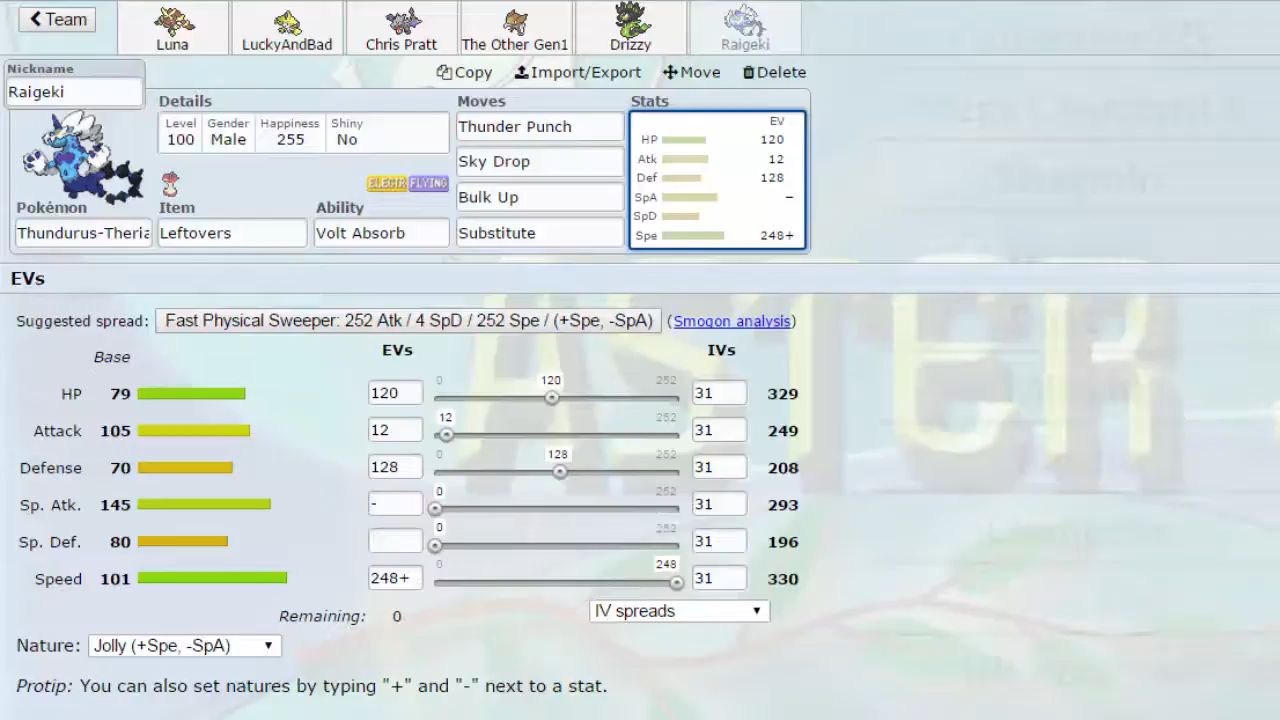 Team
Luna
LuckyAndBad
Chris Pratt
The Other Gen1
Drizzy
Raigeki
Nickname
Raigeki
Copy Import/Export Move Delete
Details
Level Gender Happiness Shiny
100 Male 255 No
ELECTR FLYING
Pokémon Item Ability
Thundurus-Theria Leftovers Volt Absorb
Moves
Thunder Punch
Sky Drop
Bulk Up
Substitute
Stats
EV
HP 120
Atk 12
Def 128
SpA −
SpD
Spe 248+
EVs
Suggested spread: Fast Physical Sweeper: 252 Atk / 4 SpD / 252 Spe / (+Spe, -SpA) (Smogon analysis)
Base EVs IVs
HP 79 120 0 120 252 31 329
Attack 105 12 12 252 31 249
Defense 70 128 0 128 252 31 208
Sp. Atk. 145 - 0 252 31 293
Sp. Def. 80 0 252 31 196
Speed 101 248+ 0 248 31 330
Remaining: 0 IV spreads
Nature: Jolly (+Spe, -SpA)
Protip: You can also set natures by typing "+" and "-" next to a stat.